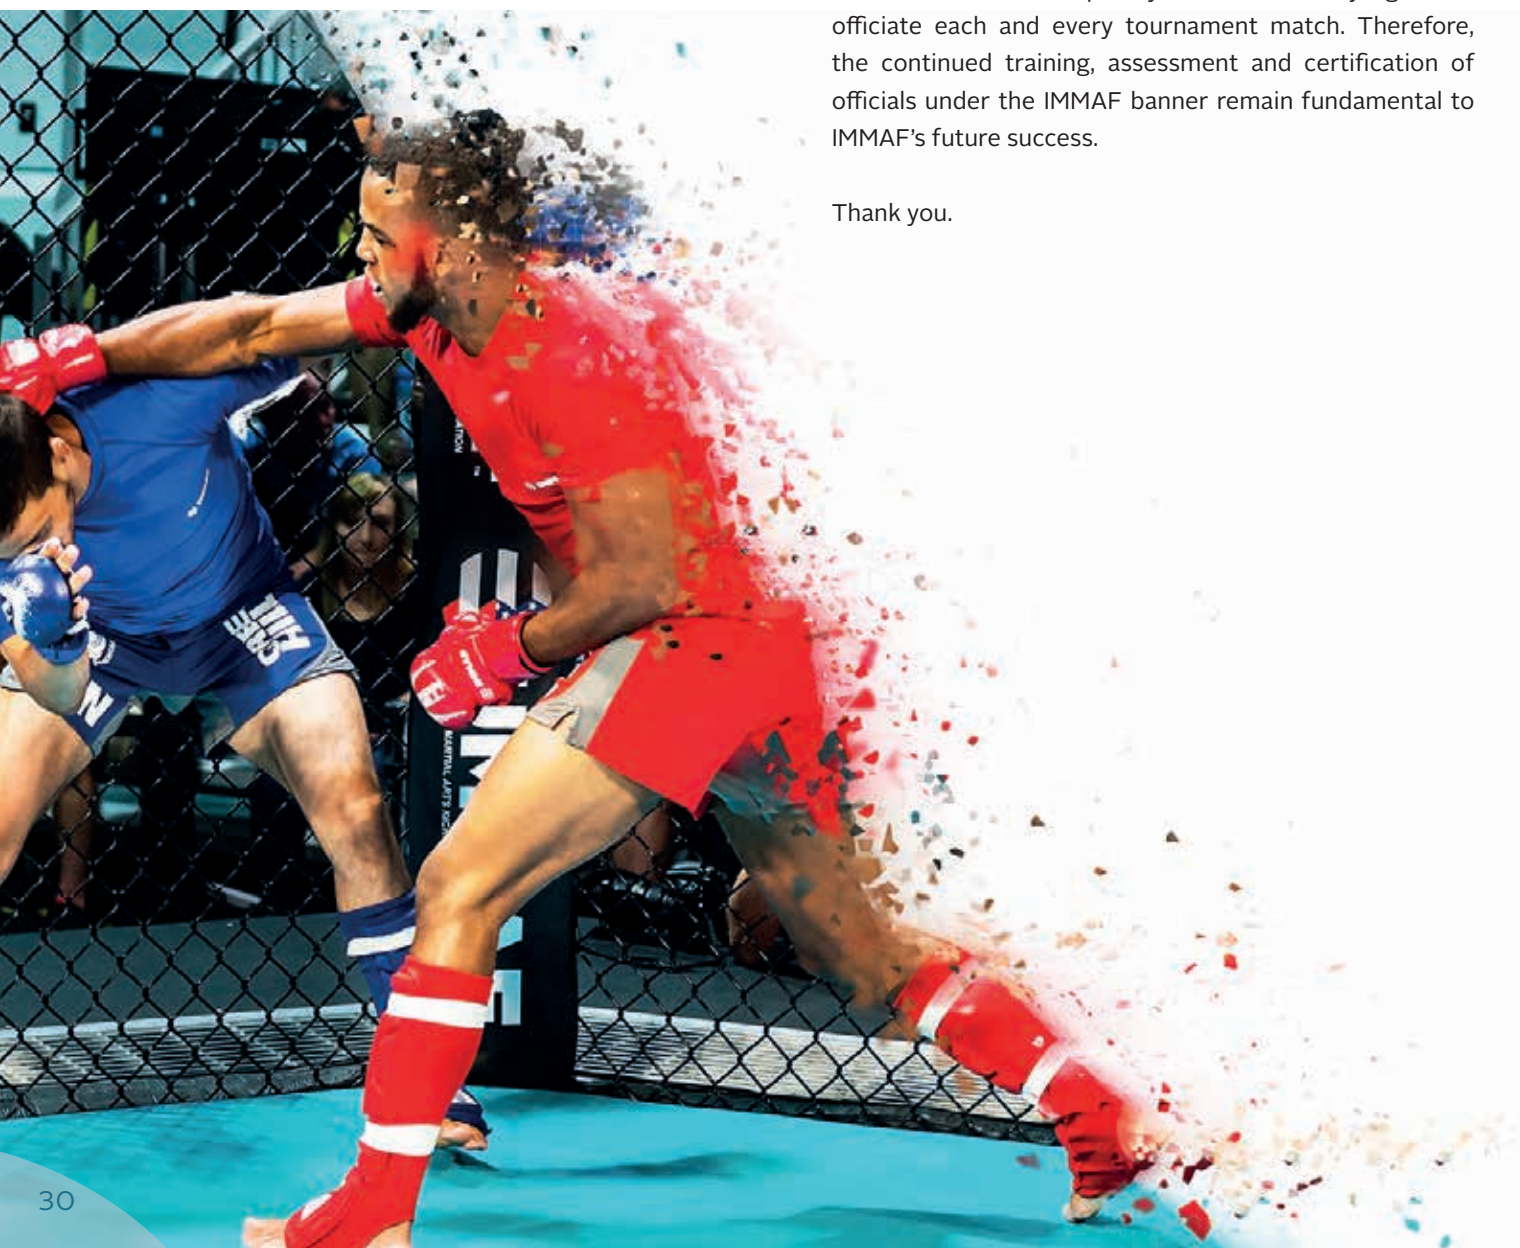 officiate each and every tournament match. Therefore,
the continued training, assessment and certification of
officials under the IMMAF banner remain fundamental to
IMMAF’s future success.
Thank you.
30